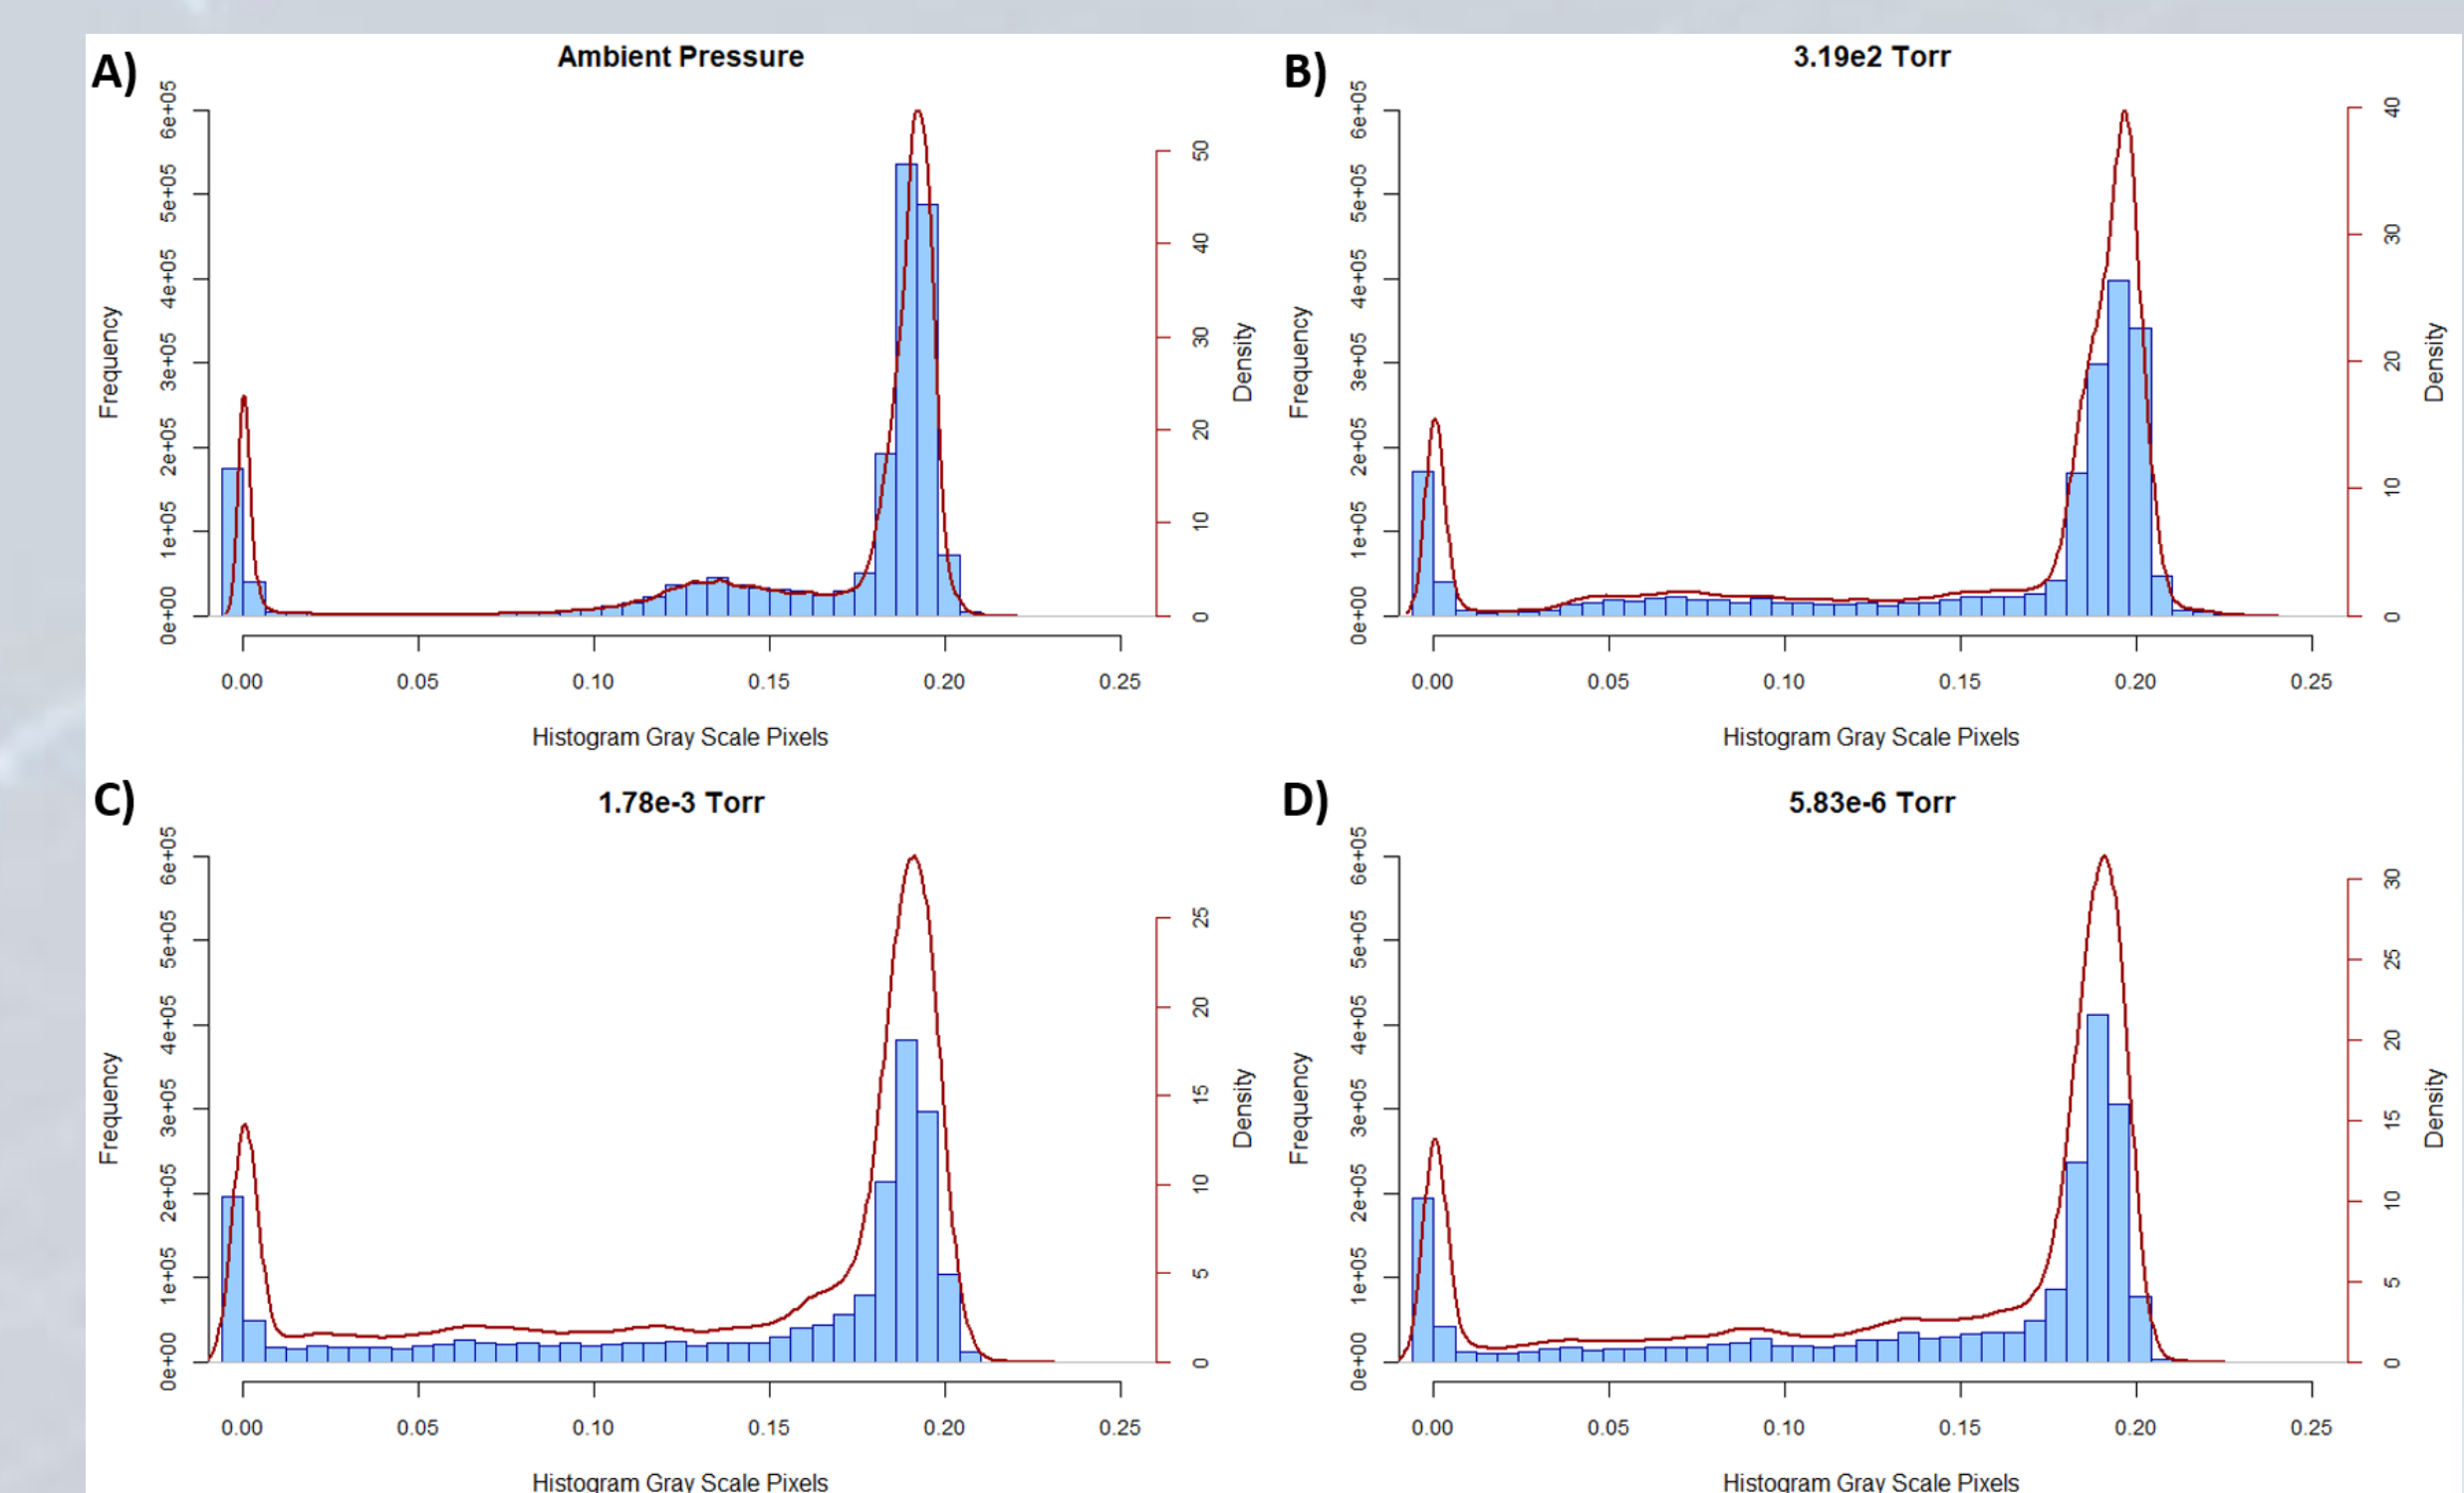 A)
Ambient Pressure
Frequency
0e+00 1e+05 2e+05 3e+05 4e+05 5e+05 6e+05
0 10 20 30 40 50
Density
0.00 0.05 0.10 0.15 0.20 0.25
Histogram Gray Scale Pixels
B)
3.19e2 Torr
Frequency
0e+00 1e+05 2e+05 3e+05 4e+05 5e+05 6e+05
0 10 20 30 40
Density
0.00 0.05 0.10 0.15 0.20 0.25
Histogram Gray Scale Pixels
C)
1.78e-3 Torr
Frequency
0e+00 1e+05 2e+05 3e+05 4e+05 5e+05 6e+05
0 5 10 15 20 25
Density
0.00 0.05 0.10 0.15 0.20 0.25
Histogram Gray Scale Pixels
D)
5.83e-6 Torr
Frequency
0e+00 1e+05 2e+05 3e+05 4e+05 5e+05 6e+05
0 5 10 15 20 25 30
Density
0.00 0.05 0.10 0.15 0.20 0.25
Histogram Gray Scale Pixels